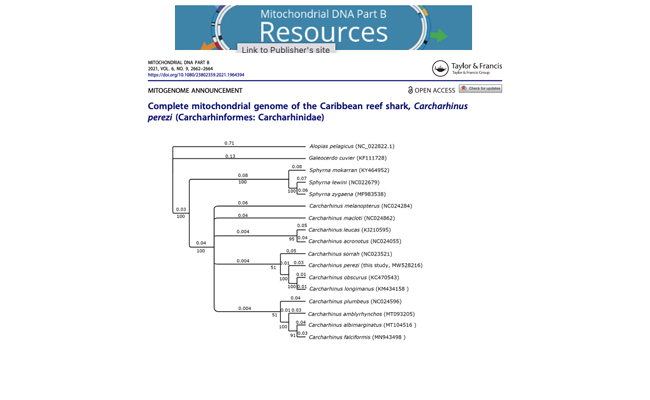 Mitochondrial DNA Part B
Resources
Link to Publisher's site
MITOCHONDRIAL DNA PART B
2021, VOL. 6, NO. 9, 2662–2664
https://doi.org/10.1080/23802359.2021.1964394
Taylor & Francis
Taylor & Francis Group
MITOGENOME ANNOUNCEMENT
OPEN ACCESS
Check for updates
Complete mitochondrial genome of the Caribbean reef shark, Carcharhinus
perezi (Carcharhinformes: Carcharhinidae)
0.71
Alopias pelagicus (NC_022822.1)
0.13
Galeocerdo cuvier (KF111728)
0.08
Sphyrna mokarran (KY464952)
0.08
100
0.07
Sphyrna lewini (NC022679)
100
0.06
Sphyrna zygaena (MF983538)
0.03
100
0.06
Carcharhinus melanopterus (NC024284)
0.04
Carcharhinus macloti (NC024862)
0.05
Carcharhinus leucas (KJ210595)
0.004
95
0.04
Carcharhinus acronotus (NC024055)
0.04
100
0.05
Carcharhinus sorrah (NC023521)
0.004
51
0.01
0.03
Carcharhinus perezi (this study, MW528216)
100
0.01
Carcharhinus obscurus (KC470543)
100
0.01
Carcharhinus longimanus (KM434158 )
0.04
Carcharhinus plumbeus (NC024596)
0.004
51
0.01
0.03
Carcharhinus amblyrhynchos (MT093205)
100
0.04
Carcharhinus albimarginatus (MT104516 )
91
0.03
Carcharhinus falciformis (MN943498 )